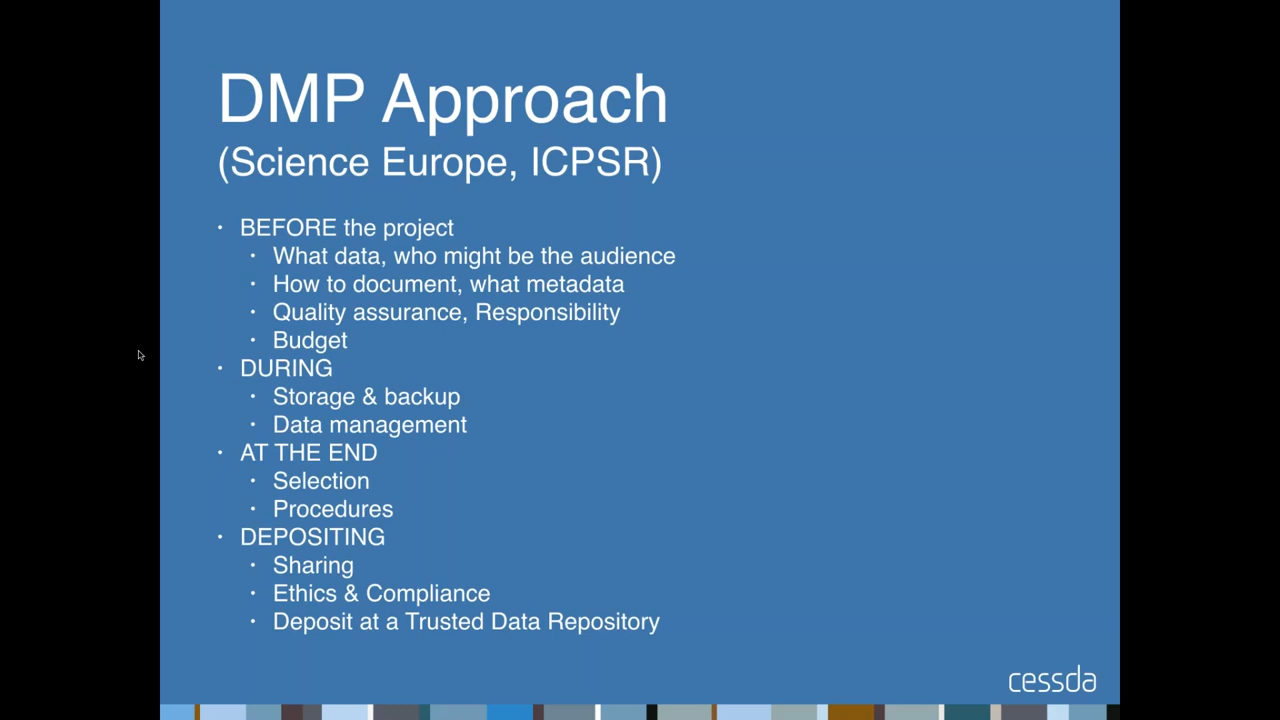 DMP Approach
(Science Europe, ICPSR)
• BEFORE the project
• What data, who might be the audience
• How to document, what metadata
• Quality assurance, Responsibility
• Budget
• DURING
• Storage & backup
• Data management
• AT THE END
• Selection
• Procedures
• DEPOSITING
• Sharing
• Ethics & Compliance
• Deposit at a Trusted Data Repository
cessda